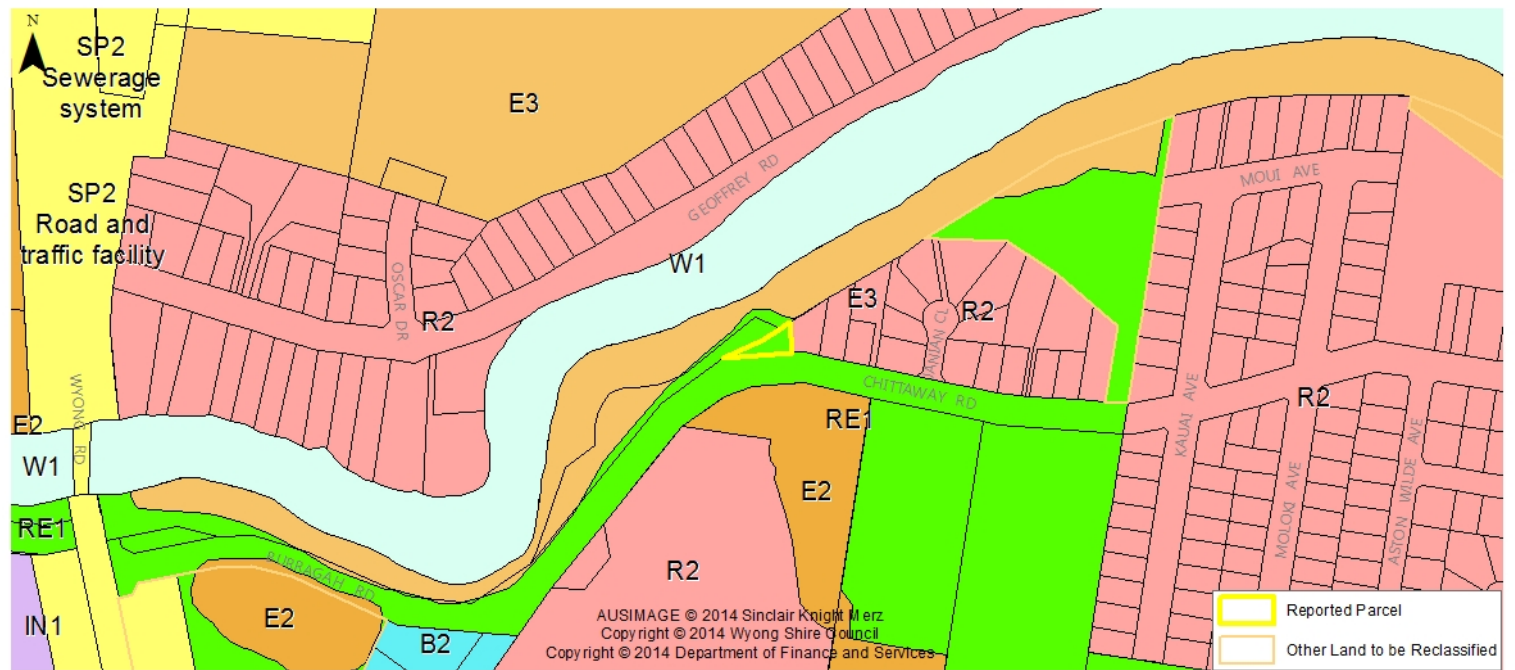 N
SP2
Sewerage
system
E3
SP2
Road and
traffic facility
MOUI AVE
GEOFFREY RD
W1
OSCAR DR
R2
E3
R2
DANIAN CL
CHITTAWAY RD
WYONG RD
E2
W1
RE1
KAUAI AVE
R2
MOLOKI AVE
ASTON WILDE AVE
E2
RE1
BURRAGAH RD
R2
IN1
E2
B2
AUSIMAGE © 2014 Sinclair Knight Merz
Copyright © 2014 Wyong Shire Council
Copyright © 2014 Department of Finance and Services
Reported Parcel
Other Land to be Reclassified